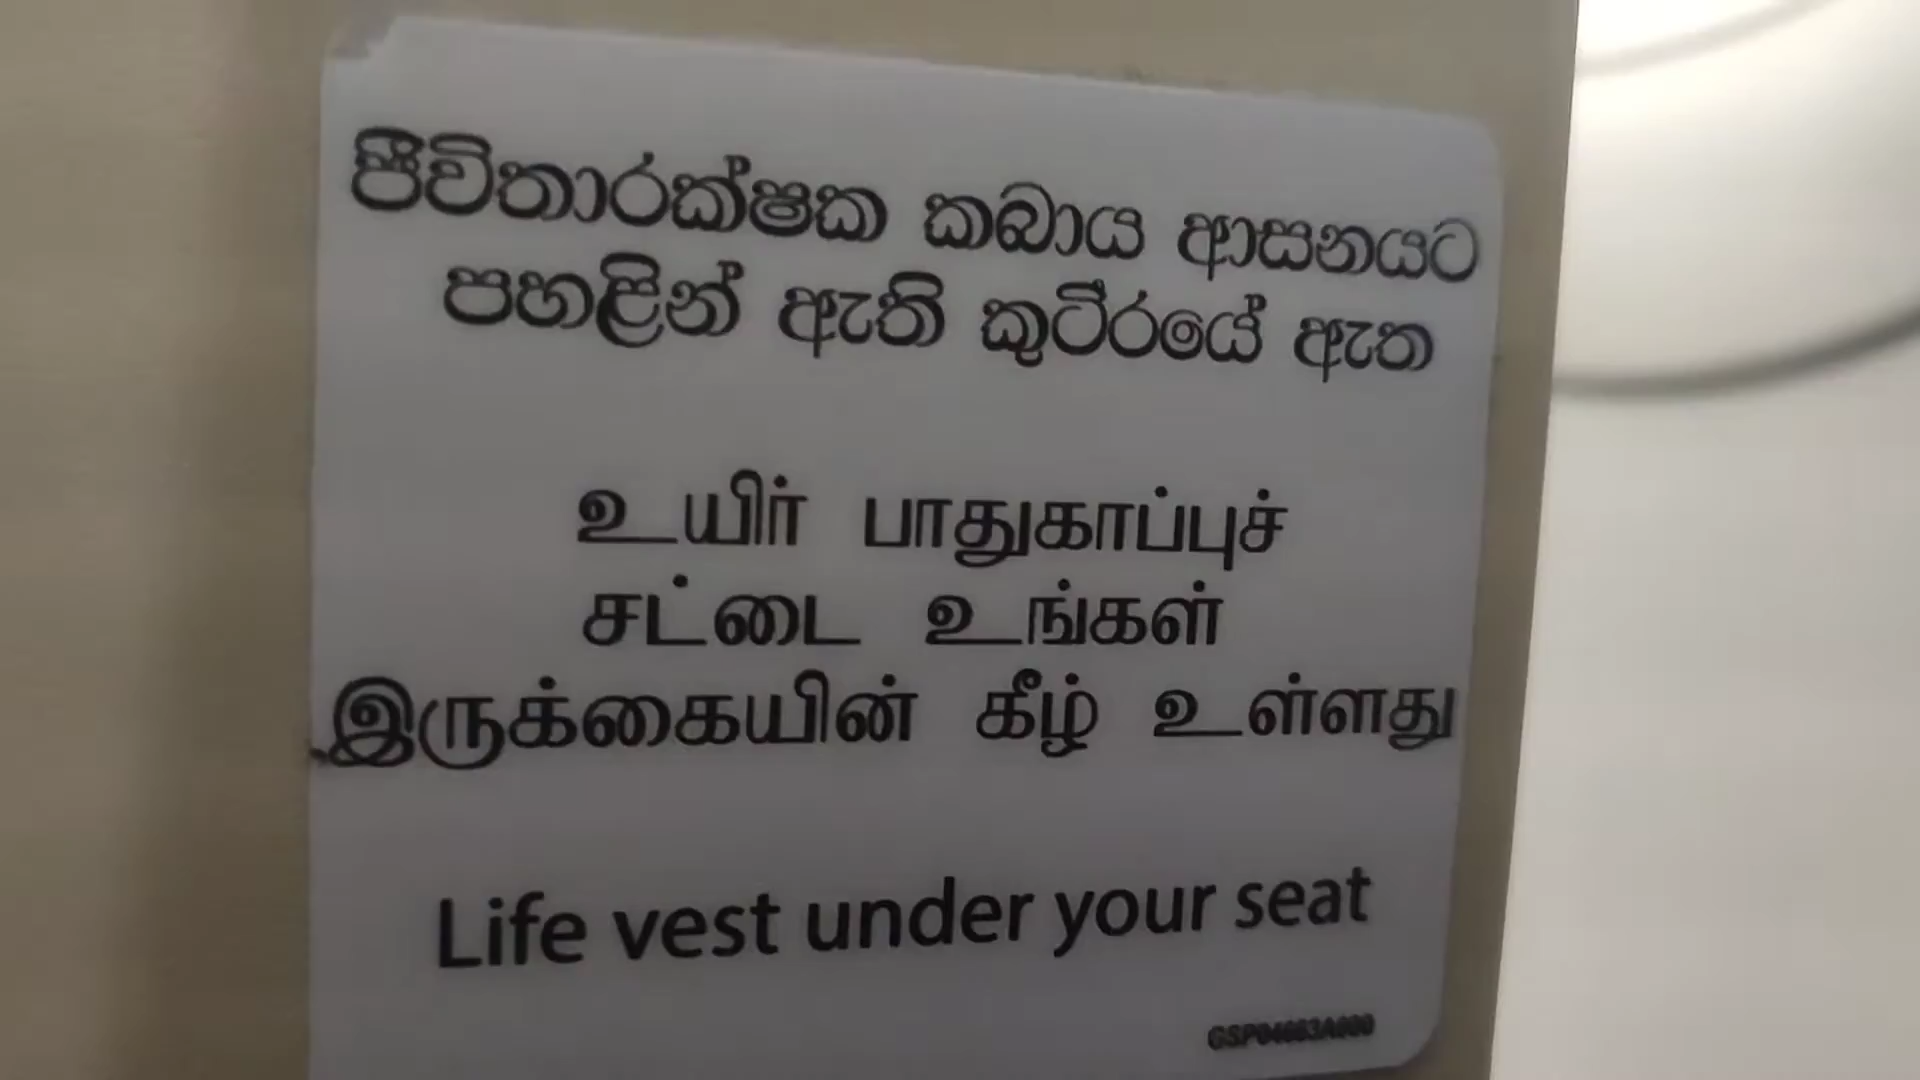 ජීවිතාරක්ෂක කබාය ආසනයට
පහළින් ඇති කුටීරයේ ඇත
உயிர் பாதுகாப்புச்
சட்டை உங்கள்
இருக்கையின் கீழ் உள்ளது
Life vest under your seat